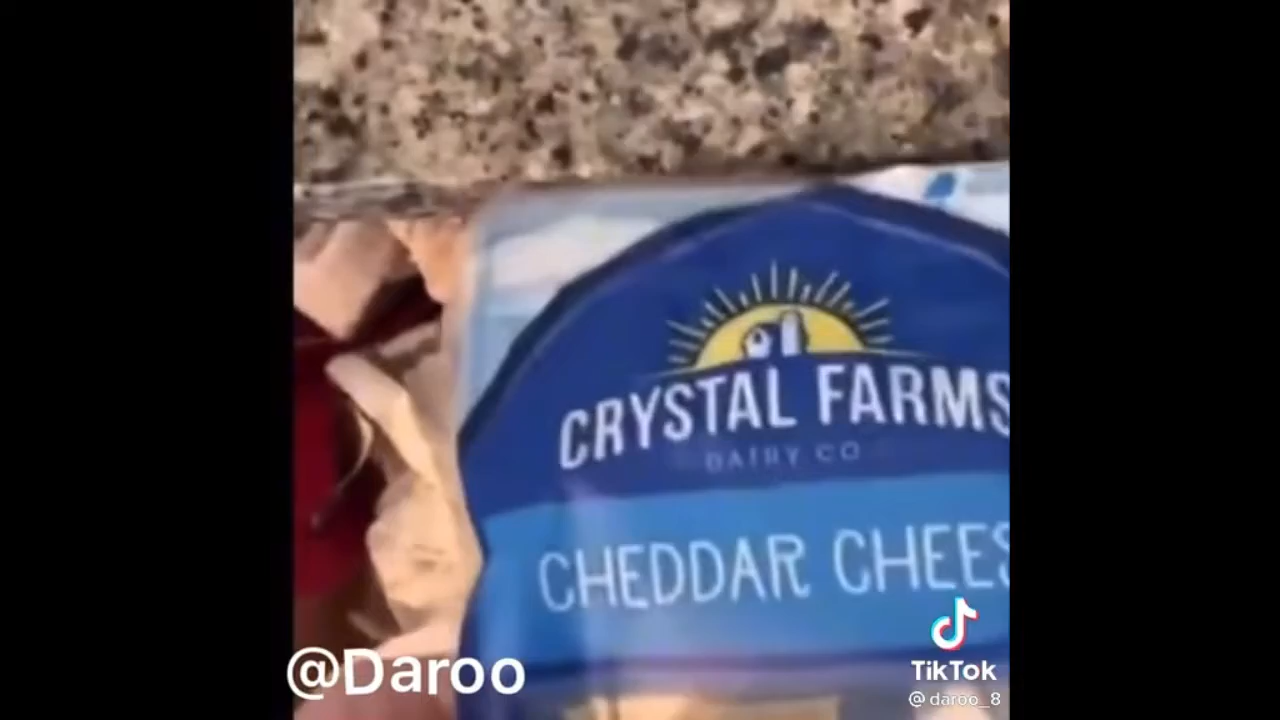 CRYSTAL FARMS
DAIRY CO
CHEDDAR CHEES
@Daroo
TikTok
@daroo_8